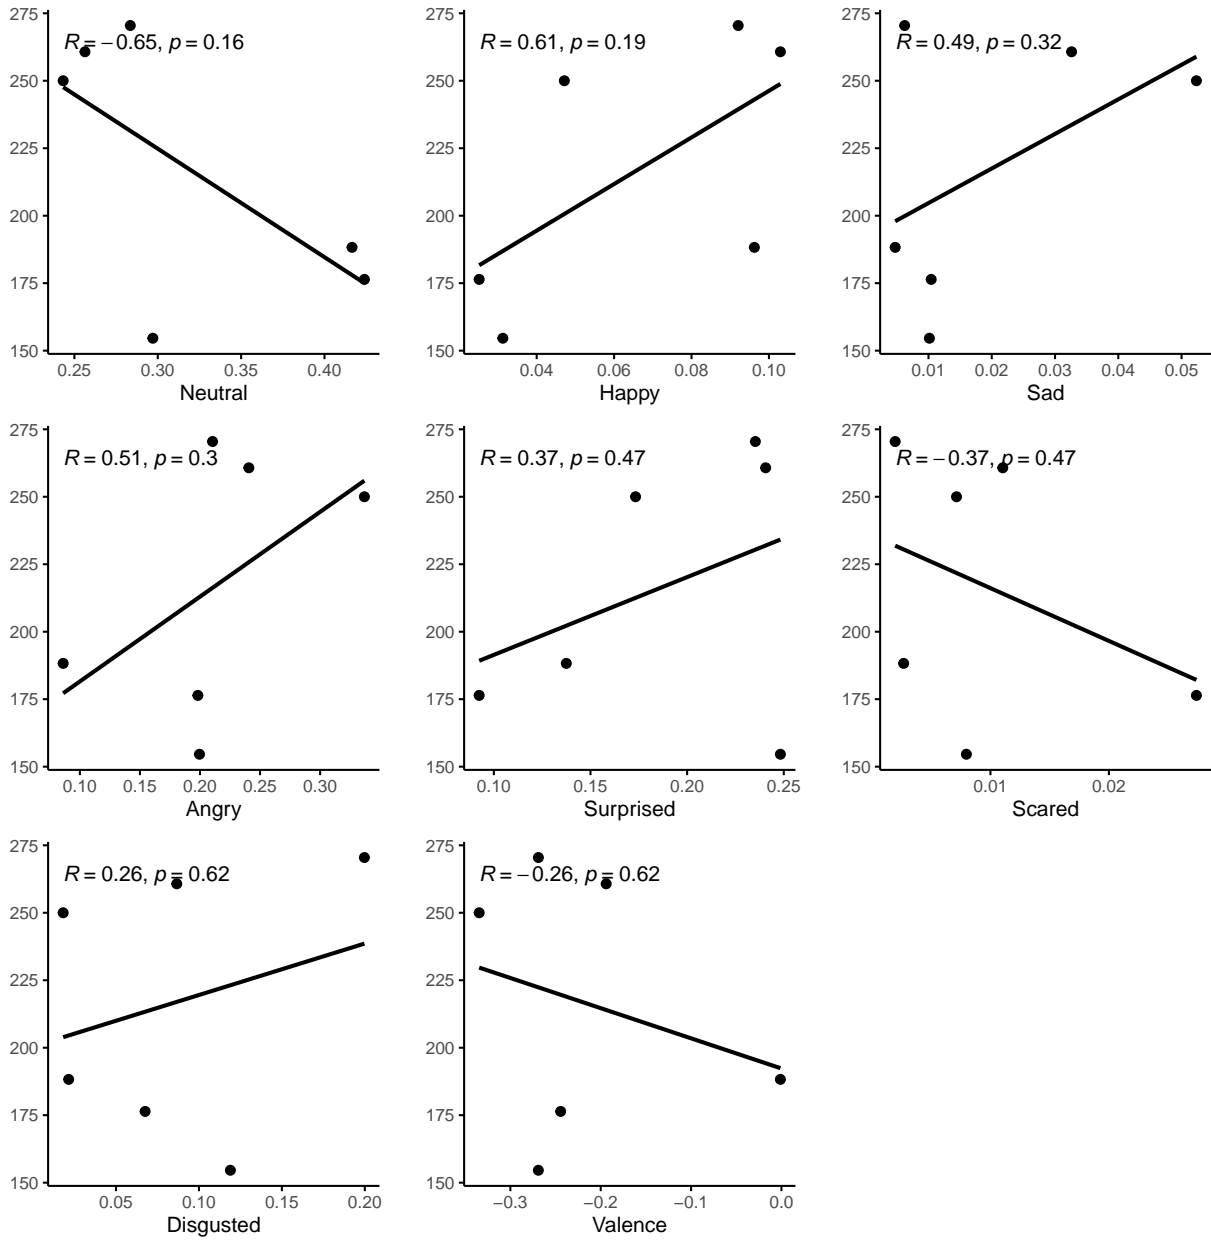 275
250
225
200
175
150
R = −0.65, p = 0.16
0.25 0.30 0.35 0.40
Neutral
275
250
225
200
175
150
R = 0.61, p = 0.19
0.04 0.06 0.08 0.10
Happy
275
250
225
200
175
150
R = 0.49, p = 0.32
0.01 0.02 0.03 0.04 0.05
Sad
275
250
225
200
175
150
R = 0.51, p = 0.3
0.10 0.15 0.20 0.25 0.30
Angry
275
250
225
200
175
150
R = 0.37, p = 0.47
0.10 0.15 0.20 0.25
Surprised
275
250
225
200
175
150
R = −0.37, p = 0.47
0.01 0.02
Scared
275
250
225
200
175
150
R = 0.26, p = 0.62
0.05 0.10 0.15 0.20
Disgusted
275
250
225
200
175
150
R = −0.26, p = 0.62
−0.3 −0.2 −0.1 0.0
Valence